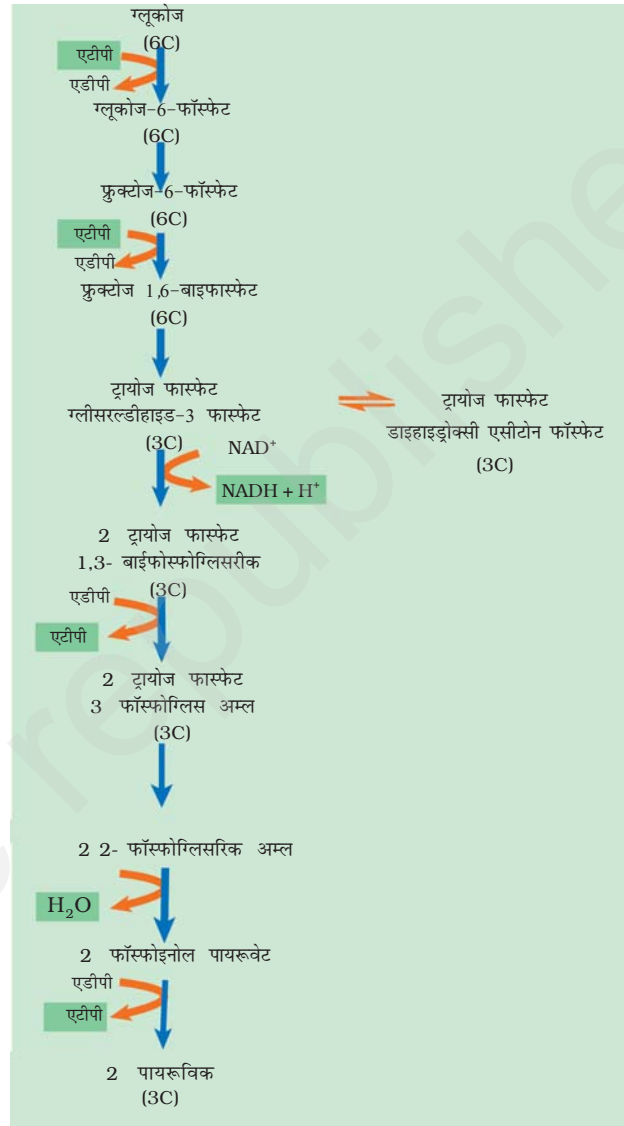 ग्लूकोज
(6C)
एटीपी
एडीपी
ग्लूकोज-6-फॉस्फेट
(6C)
फ्रुक्टोज-6-फॉस्फेट
(6C)
एटीपी
एडीपी
फ्रुक्टोज 1,6-बाइफास्फेट
(6C)
ट्रायोज फास्फेट
ग्लीसरल्डीहाइड-3 फास्फेट
(3C)
ट्रायोज फास्फेट
डाइहाइड्रोक्सी एसीटोन फॉस्फेट
(3C)
NAD⁺
NADH + H⁺
2 ट्रायोज फास्फेट
1,3- बाईफोस्फोग्लिसरीक
(3C)
एडीपी
एटीपी
2 ट्रायोज फास्फेट
3 फॉस्फोग्लिस अम्ल
(3C)
2 2- फॉस्फोग्लिसरिक अम्ल
H₂O
2 फॉस्फोइनोल पायरूवेट
एडीपी
एटीपी
2 पायरूविक
(3C)
republishe